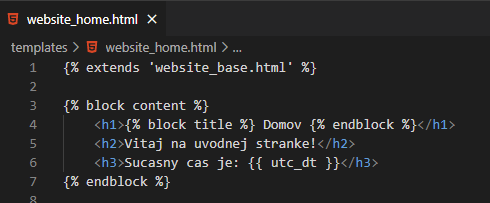 website_home.html
templates > website_home.html > ...
1 {% extends 'website_base.html' %}
2
3 {% block content %}
4 <h1>{% block title %} Domov {% endblock %}</h1>
5 <h2>Vitaj na uvodnej stranke!</h2>
6 <h3>Sucasny cas je: {{ utc_dt }}</h3>
7 {% endblock %}
8